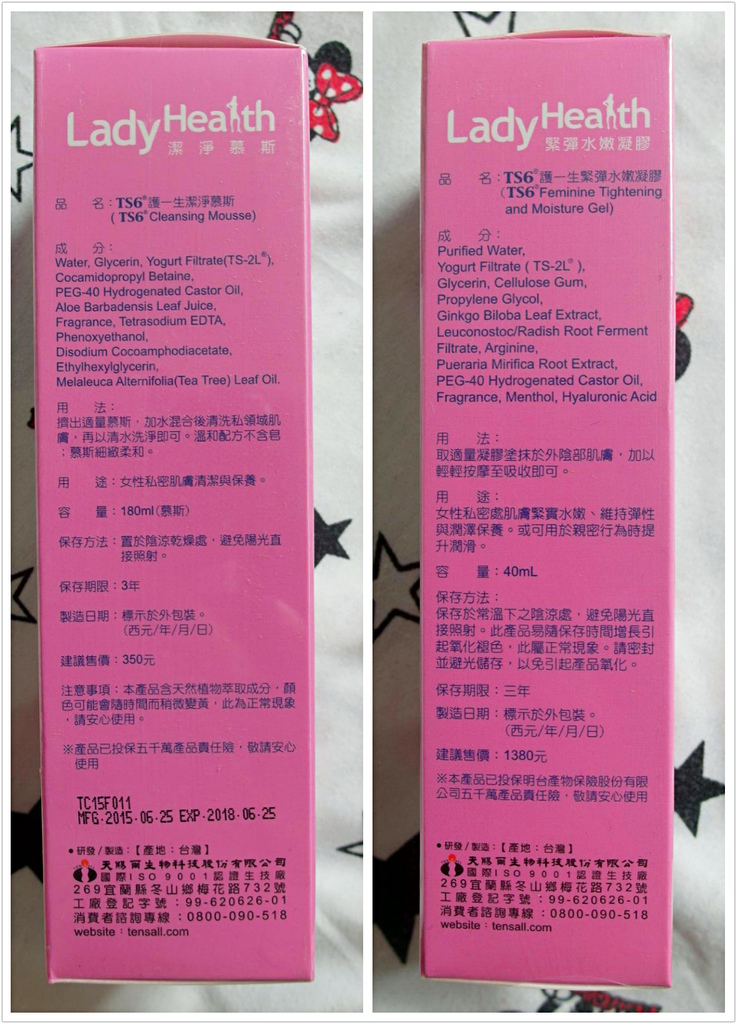 LadyHealth
潔淨慕斯
品　名：TS6®護一生潔淨慕斯
( TS6® Cleansing Mousse)
成　分：
Water, Glycerin, Yogurt Filtrate(TS-2L®),
Cocamidopropyl Betaine,
PEG-40 Hydrogenated Castor Oil,
Aloe Barbadensis Leaf Juice,
Fragrance, Tetrasodium EDTA,
Phenoxyethanol,
Disodium Cocoamphodiacetate,
Ethylhexylglycerin,
Melaleuca Alternifolia(Tea Tree) Leaf Oil.
用　法：
擠出適量慕斯，加水混合後清洗私領域肌
膚，再以清水洗淨即可。溫和配方不含皂
；慕斯細緻柔和。
用　途：女性私密肌膚清潔與保養。
容　量：180ml(慕斯)
保存方法：置於陰涼乾燥處，避免陽光直
接照射。
保存期限：3年
製造日期：標示於外包裝。
(西元/年/月/日)
建議售價：350元
注意事項：本產品含天然植物萃取成分，顏
色可能會隨時間而稍微變黃，此為正常現象
，請安心使用。
※產品已投保五千萬產品責任險，敬請安心
使用
TC15F011
MFG.2015.06.25 EXP.2018.06.25
●研發/製造：【產地：台灣】
天賜爾生物科技股份有限公司
國際ISO 9001認證生技廠
269宜蘭縣冬山鄉梅花路732號
工廠登記字號：99-620626-01
消費者諮詢專線：0800-090-518
website：tensall.com
LadyHealth
緊彈水嫩凝膠
品　名：TS6®護一生緊彈水嫩凝膠
(TS6®Feminine Tightening
and Moisture Gel)
成　分：
Purified Water,
Yogurt Filtrate ( TS-2L® ),
Glycerin, Cellulose Gum,
Propylene Glycol,
Ginkgo Biloba Leaf Extract,
Leuconostoc/Radish Root Ferment
Filtrate, Arginine,
Pueraria Mirifica Root Extract,
PEG-40 Hydrogenated Castor Oil,
Fragrance, Menthol, Hyaluronic Acid
用　法：
取適量凝膠塗抹於外陰部肌膚，加以
輕輕按摩至吸收即可。
用　途：
女性私密處肌膚緊實水嫩、維持彈性
與潤澤保養。或可用於親密行為時提
升潤滑。
容　量：40mL
保存方法：
保存於常溫下之陰涼處，避免陽光直
接照射。此產品易隨保存時間增長引
起氧化褪色，此屬正常現象。請密封
並避光儲存，以免引起產品氧化。
保存期限：三年
製造日期：標示於外包裝。
(西元/年/月/日)
建議售價：1380元
※本產品已投保明台產物保險股份有限
公司五千萬產品責任險，敬請安心使用
●研發/製造：【產地：台灣】
天賜爾生物科技股份有限公司
國際ISO 9001認證生技廠
269宜蘭縣冬山鄉梅花路732號
工廠登記字號：99-620626-01
消費者諮詢專線：0800-090-518
website：tensall.com